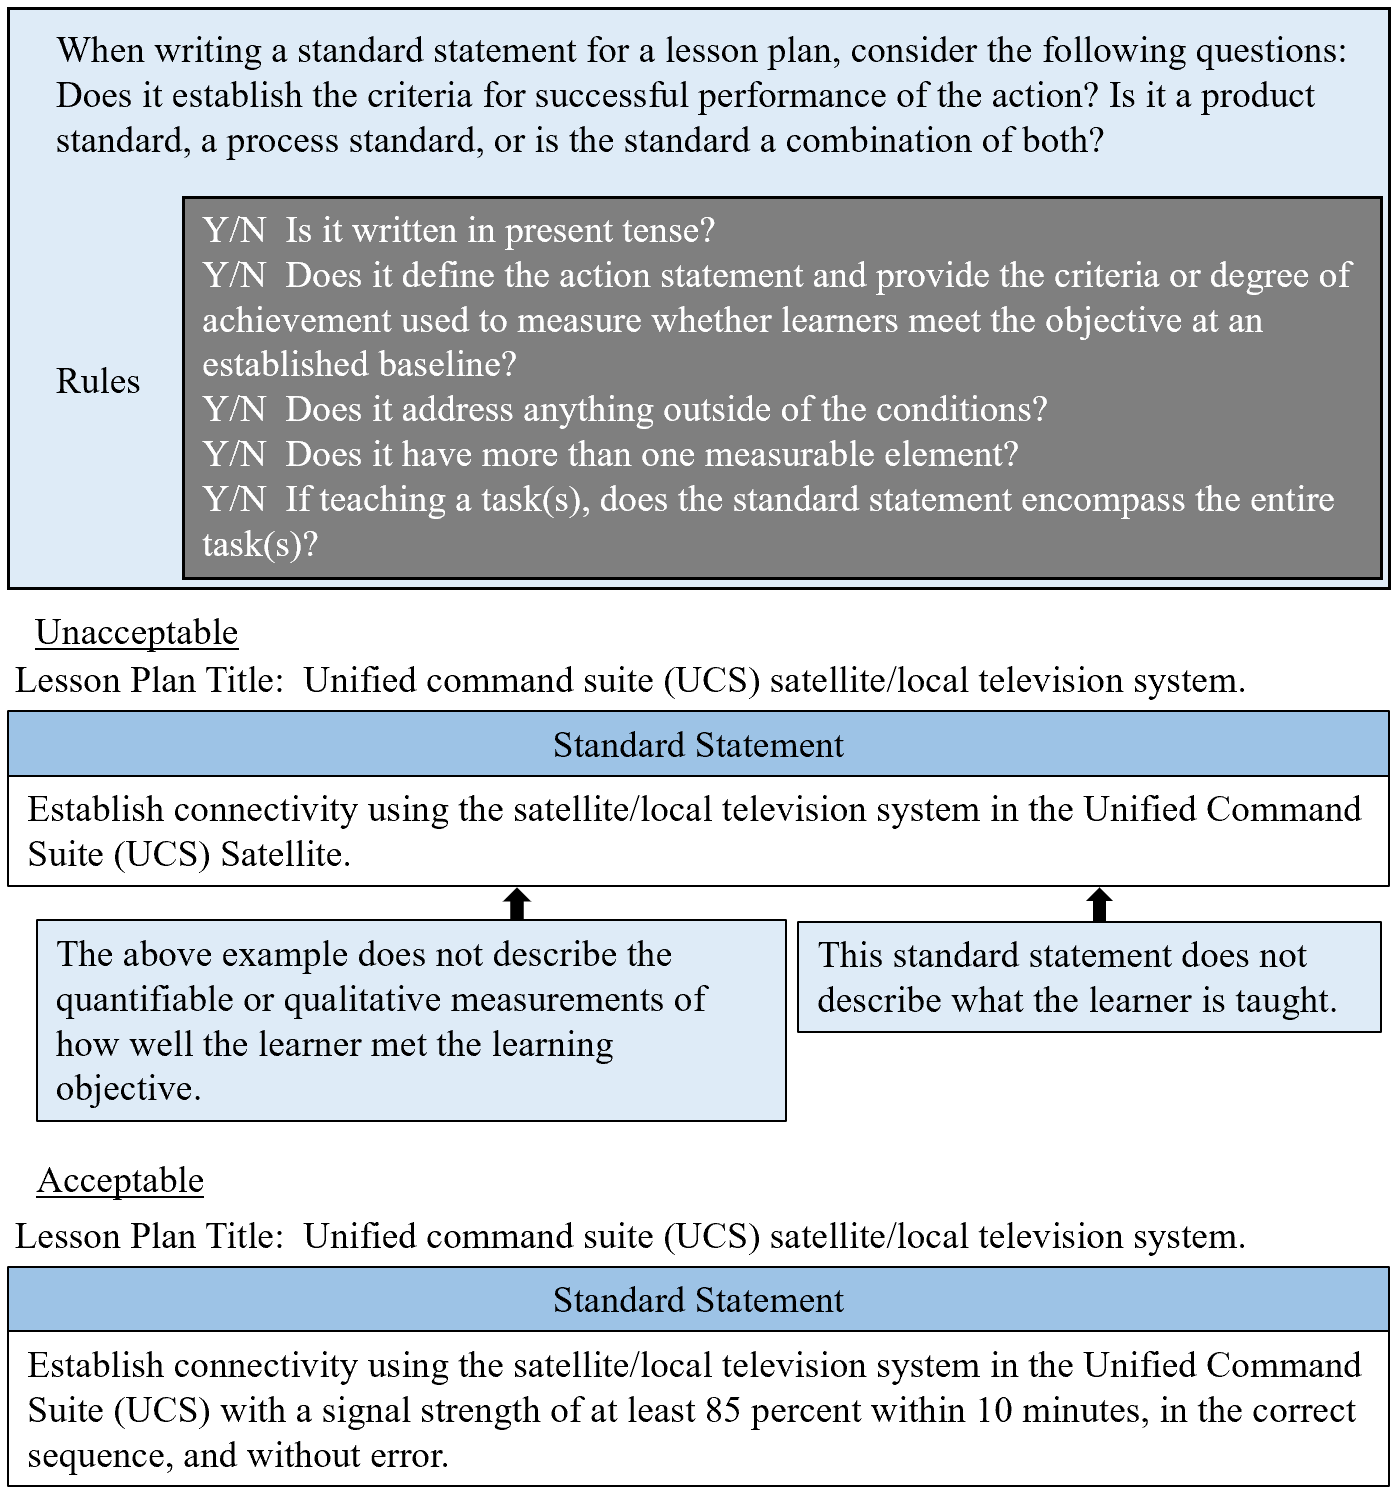 When writing a standard statement for a lesson plan, consider the following questions:
Does it establish the criteria for successful performance of the action? Is it a product
standard, a process standard, or is the standard a combination of both?
Rules
Y/N  Is it written in present tense?
Y/N  Does it define the action statement and provide the criteria or degree of
achievement used to measure whether learners meet the objective at an
established baseline?
Y/N  Does it address anything outside of the conditions?
Y/N  Does it have more than one measurable element?
Y/N  If teaching a task(s), does the standard statement encompass the entire
task(s)?
Unacceptable
Lesson Plan Title:  Unified command suite (UCS) satellite/local television system.
Standard Statement
Establish connectivity using the satellite/local television system in the Unified Command
Suite (UCS) Satellite.
The above example does not describe the
quantifiable or qualitative measurements of
how well the learner met the learning
objective.
This standard statement does not
describe what the learner is taught.
Acceptable
Lesson Plan Title:  Unified command suite (UCS) satellite/local television system.
Standard Statement
Establish connectivity using the satellite/local television system in the Unified Command
Suite (UCS) with a signal strength of at least 85 percent within 10 minutes, in the correct
sequence, and without error.